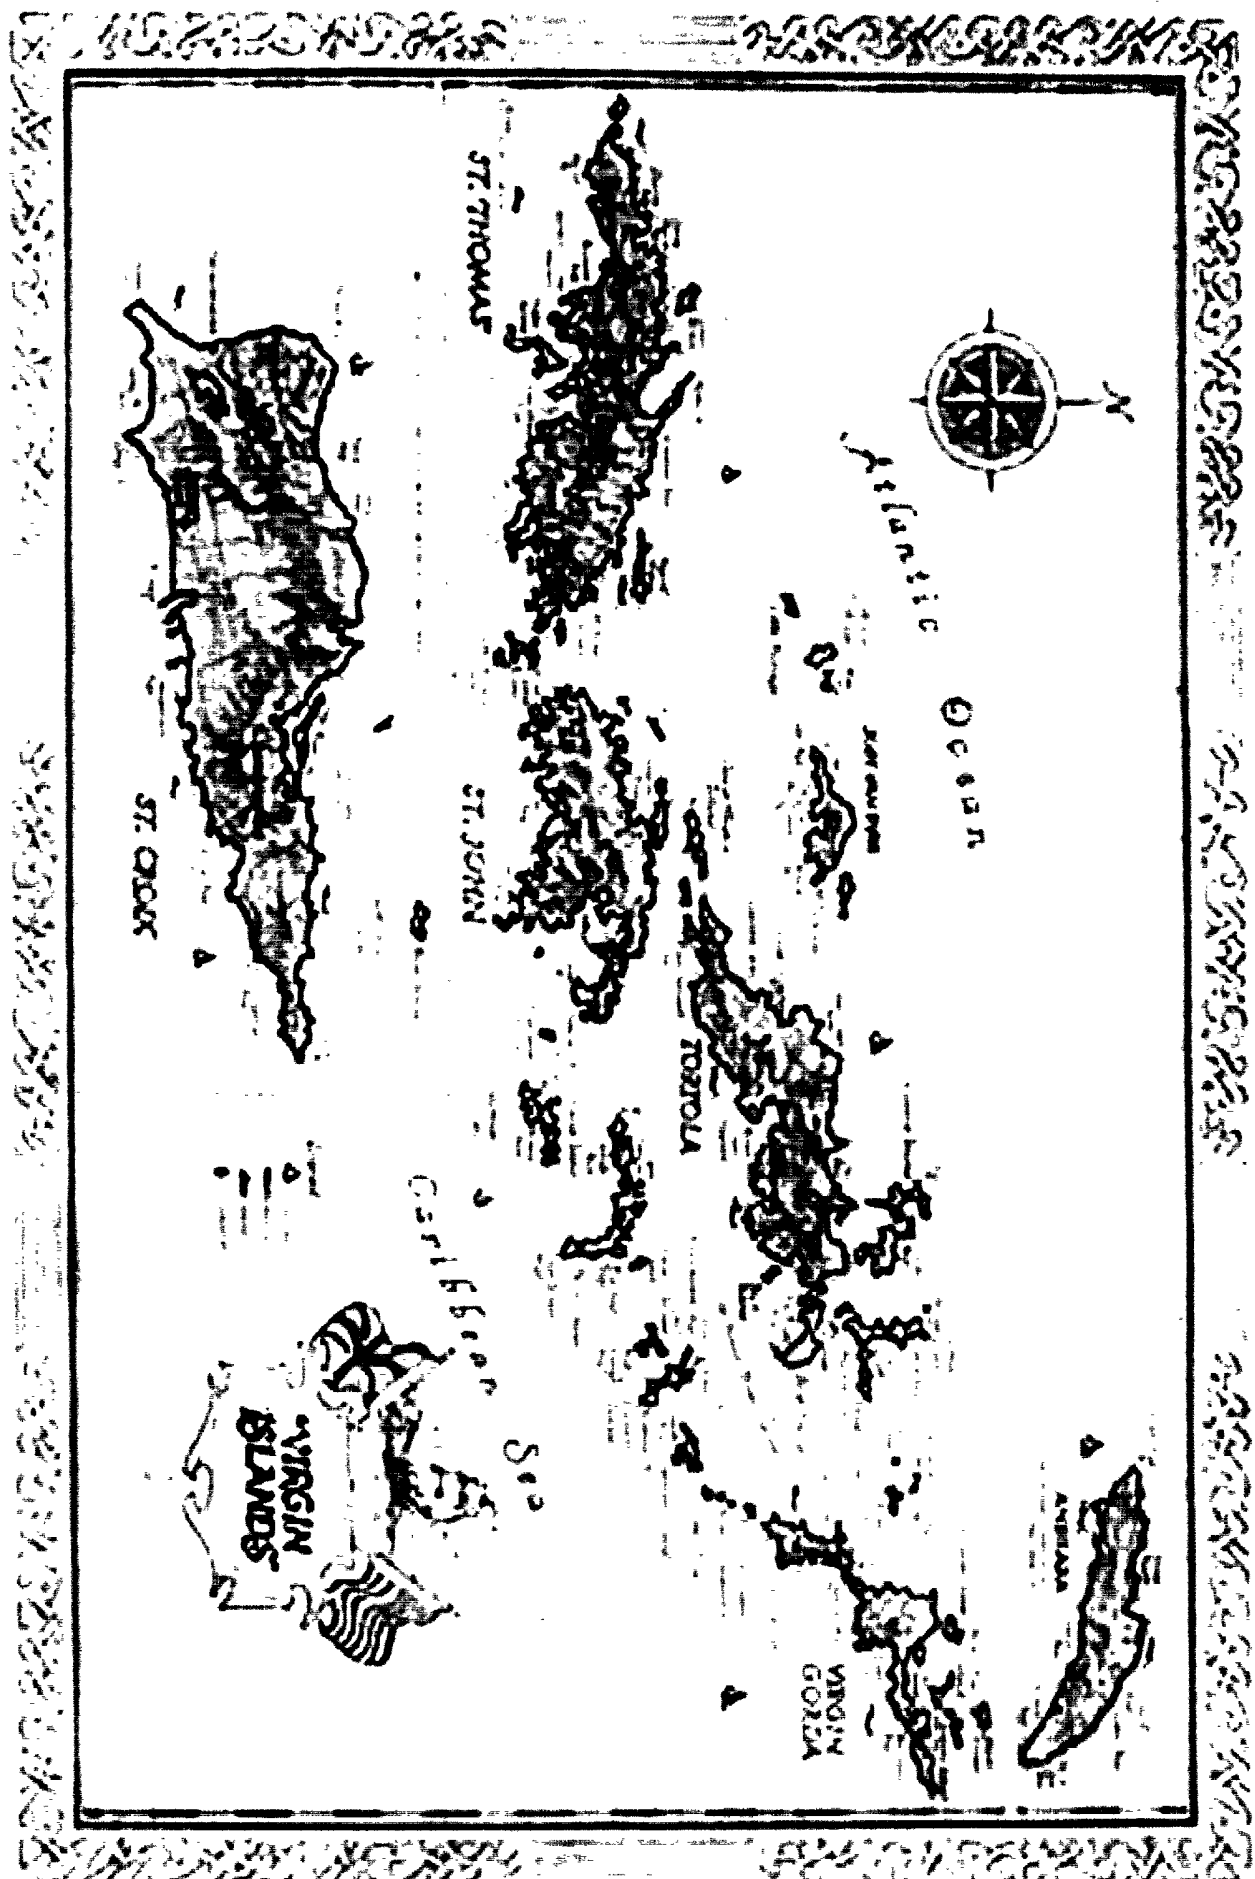 N
Atlantic Ocean
ST. THOMAS
ST. JOHN
TORTOLA
ANEGADA
VIRGIN
GORDA
ST. CROIX
Caribbean Sea
VIRGIN
ISLANDS